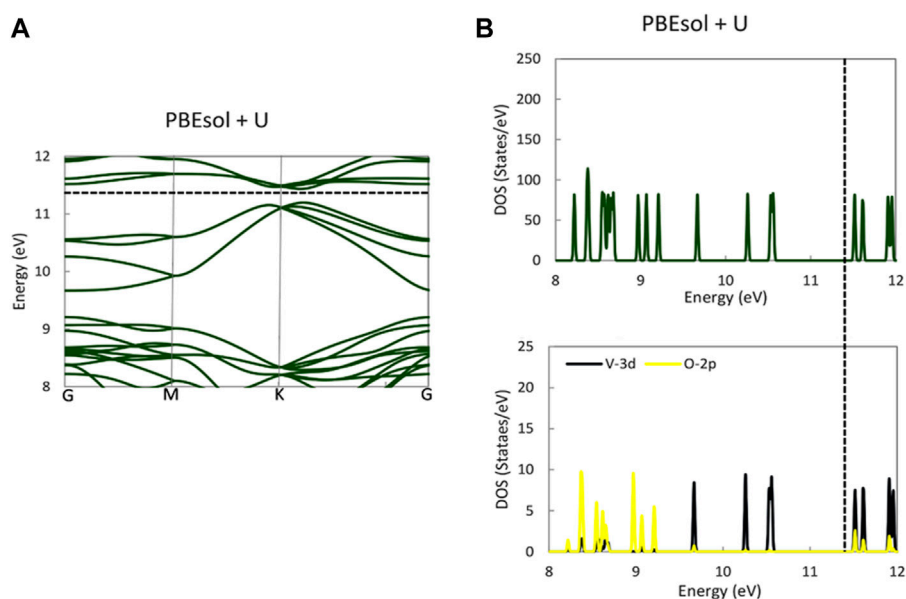 A
PBEsol + U
Energy (eV)
12
11
10
9
8
G M K G
B
PBEsol + U
DOS (States/eV)
250
200
150
100
50
0
8 9 10 11 12
Energy (eV)
DOS (Stataes/eV)
25
20
15
10
5
0
V-3d O-2p
8 9 10 11 12
Energy (eV)